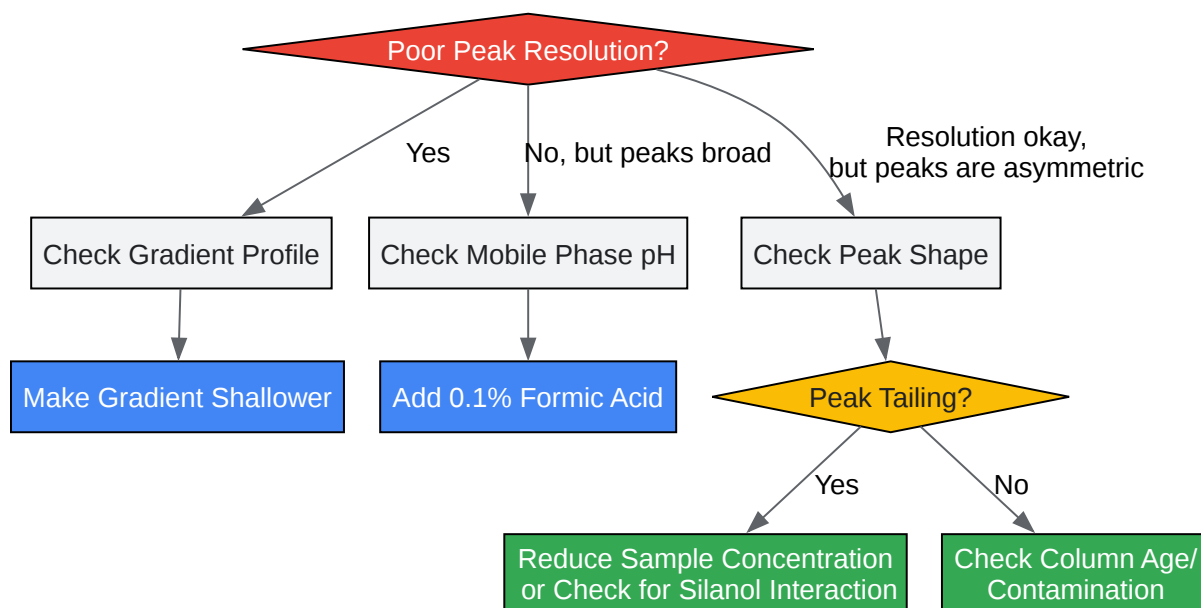 Poor Peak Resolution?
Yes
No, but peaks broad
Resolution okay,
but peaks are asymmetric
Check Gradient Profile
Check Mobile Phase pH
Check Peak Shape
Make Gradient Shallower
Add 0.1% Formic Acid
Peak Tailing?
Yes
No
Reduce Sample Concentration
or Check for Silanol Interaction
Check Column Age/
Contamination